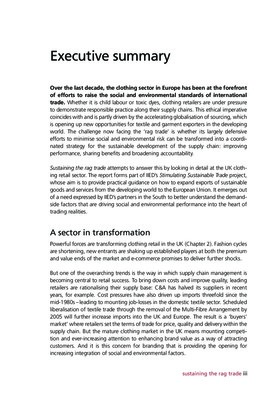 Executive summary
Over the last decade, the clothing sector in Europe has been at the forefront
of efforts to raise the social and environmental standards of international
trade. Whether it is child labour or toxic dyes, clothing retailers are under pressure
to demonstrate responsible practice along their supply chains. This ethical imperative
coincides with and is partly driven by the accelerating globalisation of sourcing, which
is opening up new opportunities for textile and garment exporters in the developing
world. The challenge now facing the 'rag trade' is whether its largely defensive
efforts to minimise social and environmental risk can be transformed into a coordi-
nated strategy for the sustainable development of the supply chain: improving
performance, sharing benefits and broadening accountability.
Sustaining the rag trade attempts to answer this by looking in detail at the UK cloth-
ing retail sector. The report forms part of IIED's Stimulating Sustainable Trade project,
whose aim is to provide practical guidance on how to expand exports of sustainable
goods and services from the developing world to the European Union. It emerges out
of a need expressed by IIED's partners in the South to better understand the demand-
side factors that are driving social and environmental performance into the heart of
trading realities.
A sector in transformation
Powerful forces are transforming clothing retail in the UK (Chapter 2). Fashion cycles
are shortening, new entrants are shaking up established players at both the premium
and value ends of the market and e-commerce promises to deliver further shocks.
But one of the overarching trends is the way in which supply chain management is
becoming central to retail success. To bring down costs and improve quality, leading
retailers are rationalising their supply base: C&A has halved its suppliers in recent
years, for example. Cost pressures have also driven up imports threefold since the
mid-1980s – leading to mounting job-losses in the domestic textile sector. Scheduled
liberalisation of textile trade through the removal of the Multi-Fibre Arrangement by
2005 will further increase imports into the UK and Europe. The result is a 'buyers'
market' where retailers set the terms of trade for price, quality and delivery within the
supply chain. But the mature clothing market in the UK means mounting competi-
tion and ever-increasing attention to enhancing brand value as a way of attracting
customers. And it is this concern for branding that is providing the opening for
increasing integration of social and environmental factors.
sustaining the rag trade iii